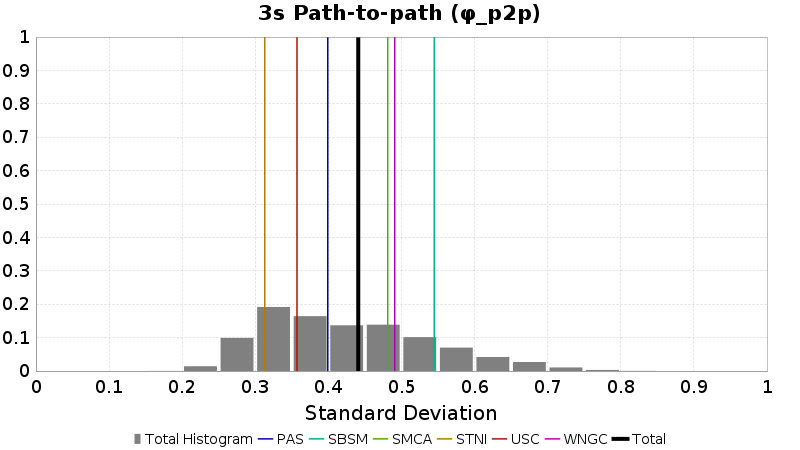 3s Path-to-path (φ_p2p)
1
0.9
0.8
0.7
0.6
0.5
0.4
0.3
0.2
0.1
0
0 0.1 0.2 0.3 0.4 0.5 0.6 0.7 0.8 0.9 1
Standard Deviation
Total Histogram PAS SBSM SMCA STNI USC WNGC Total